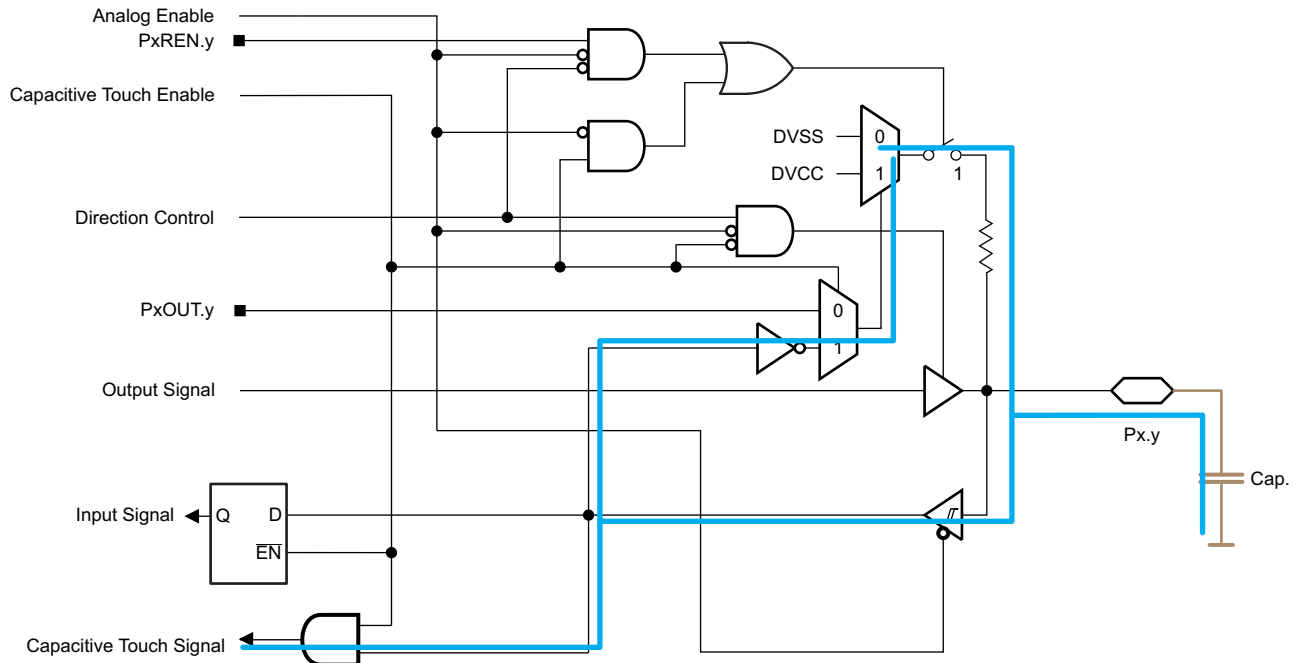 Analog Enable
PxREN.y
Capacitive Touch Enable
DVSS
0
DVCC
1
1
Direction Control
PxOUT.y
0
1
Output Signal
Px.y
Cap.
Input Signal
Q
D
EN
Capacitive Touch Signal